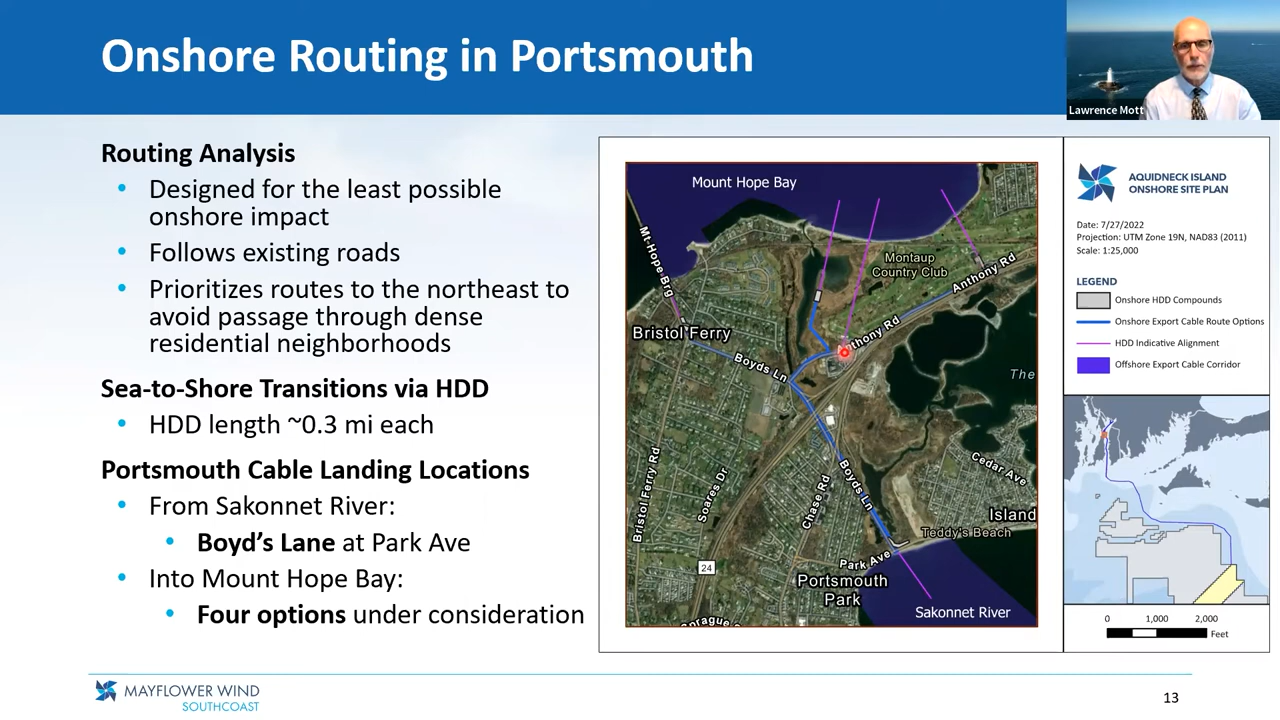 Onshore Routing in Portsmouth
Lawrence Mott
Routing Analysis
• Designed for the least possible
onshore impact
• Follows existing roads
• Prioritizes routes to the northeast to
avoid passage through dense
residential neighborhoods
Sea-to-Shore Transitions via HDD
• HDD length ~0.3 mi each
Portsmouth Cable Landing Locations
• From Sakonnet River:
• Boyd's Lane at Park Ave
• Into Mount Hope Bay:
• Four options under consideration
Mount Hope Bay
Mt-Hope-Brg
Montaup
Country Club
Anthony Rd
Bristol Ferry
Anthony Rd
Boyds Ln
The
Bristol Ferry Rd
Soares Dr
Chase Rd
Boyds Ln
Cedar Ave
Island
Teddy's Beach
Park Ave
24
Portsmouth
Park
Sakonnet River
AQUIDNECK ISLAND
ONSHORE SITE PLAN
Date: 7/27/2022
Projection: UTM Zone 19N, NAD83 (2011)
Scale: 1:25,000
LEGEND
Onshore HDD Compounds
Onshore Export Cable Route Options
HDD Indicative Alignment
Offshore Export Cable Corridor
0 1,000 2,000
Feet
MAYFLOWER WIND
SOUTHCOAST
13